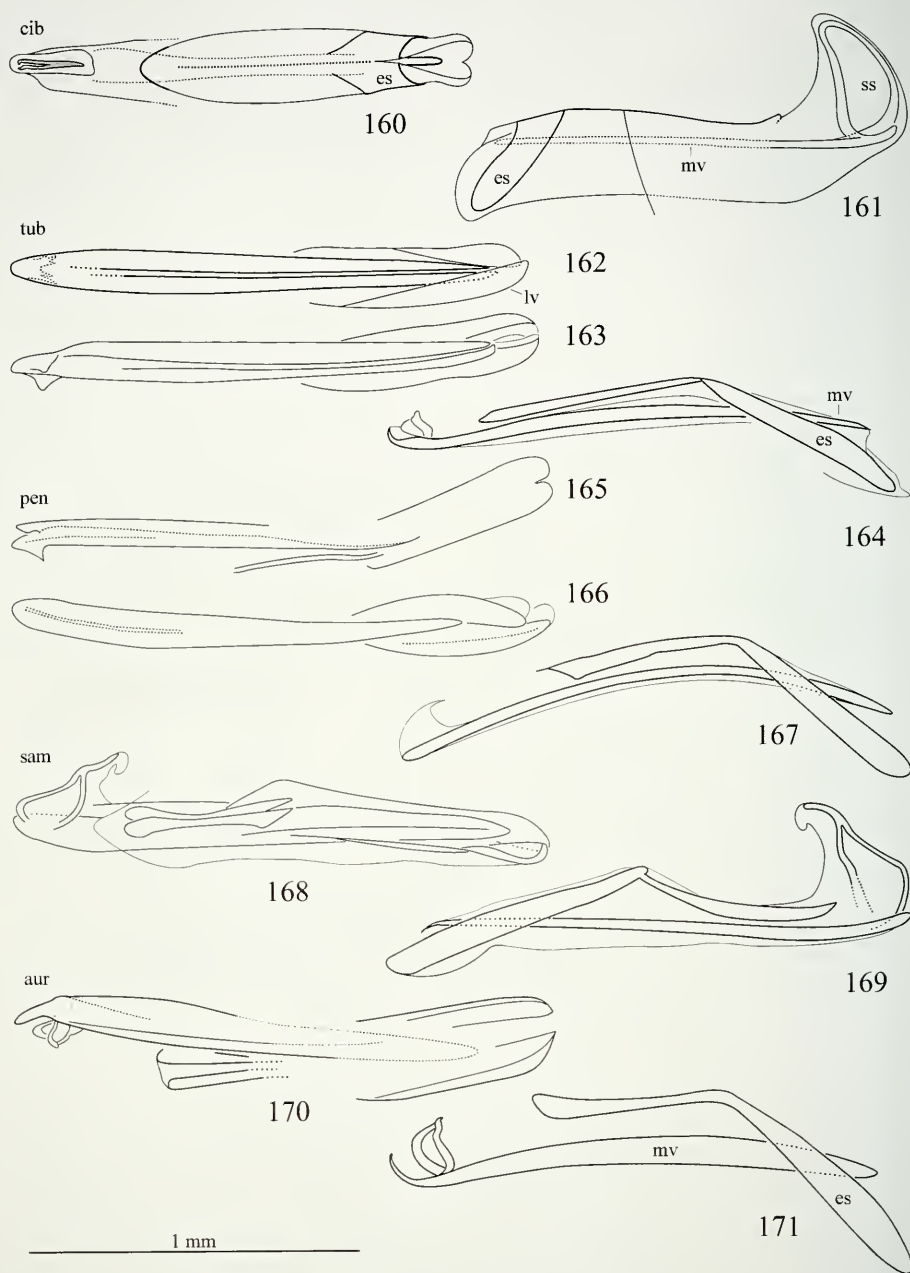 cib
es
160
ss
es
mv
161
tub
162
lv
163
mv
es
164
pen
165
166
167
sam
168
169
aur
170
mv
es
171
1 mm